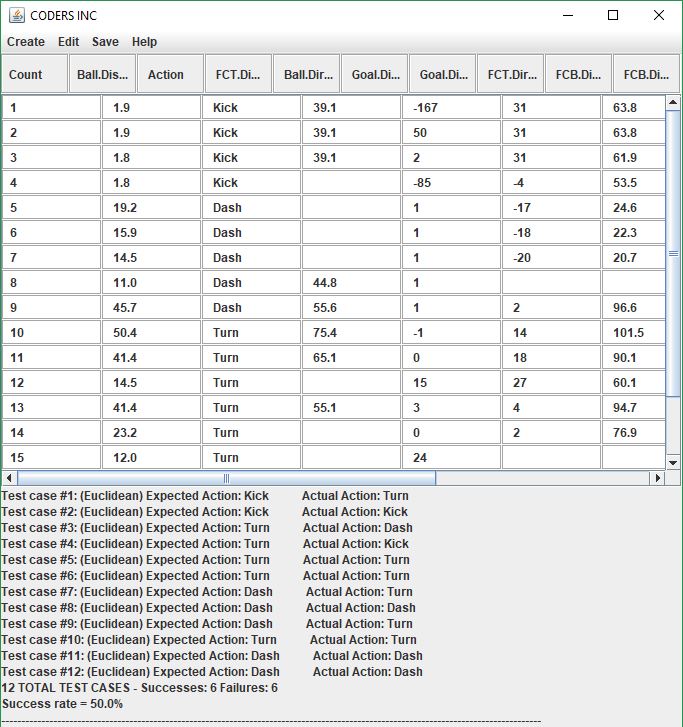 CODERS INC
Create Edit Save Help
Count Ball.Dis... Action FCT.Di... Ball.Dir... Goal.Di... Goal.Di... FCT.Dir... FCB.Di... FCB.Di...
1 1.9 Kick 39.1 -167 31 63.8
2 1.9 Kick 39.1 50 31 63.8
3 1.8 Kick 39.1 2 31 61.9
4 1.8 Kick -85 -4 53.5
5 19.2 Dash 1 -17 24.6
6 15.9 Dash 1 -18 22.3
7 14.5 Dash 1 -20 20.7
8 11.0 Dash 44.8 1
9 45.7 Dash 55.6 1 2 96.6
10 50.4 Turn 75.4 -1 14 101.5
11 41.4 Turn 65.1 0 18 90.1
12 14.5 Turn 15 27 60.1
13 41.4 Turn 55.1 3 4 94.7
14 23.2 Turn 0 2 76.9
15 12.0 Turn 24
Test case #1: (Euclidean) Expected Action: Kick Actual Action: Turn
Test case #2: (Euclidean) Expected Action: Kick Actual Action: Kick
Test case #3: (Euclidean) Expected Action: Turn Actual Action: Dash
Test case #4: (Euclidean) Expected Action: Turn Actual Action: Kick
Test case #5: (Euclidean) Expected Action: Turn Actual Action: Turn
Test case #6: (Euclidean) Expected Action: Turn Actual Action: Turn
Test case #7: (Euclidean) Expected Action: Dash Actual Action: Turn
Test case #8: (Euclidean) Expected Action: Dash Actual Action: Dash
Test case #9: (Euclidean) Expected Action: Dash Actual Action: Turn
Test case #10: (Euclidean) Expected Action: Turn Actual Action: Turn
Test case #11: (Euclidean) Expected Action: Dash Actual Action: Dash
Test case #12: (Euclidean) Expected Action: Dash Actual Action: Dash
12 TOTAL TEST CASES - Successes: 6 Failures: 6
Success rate = 50.0%